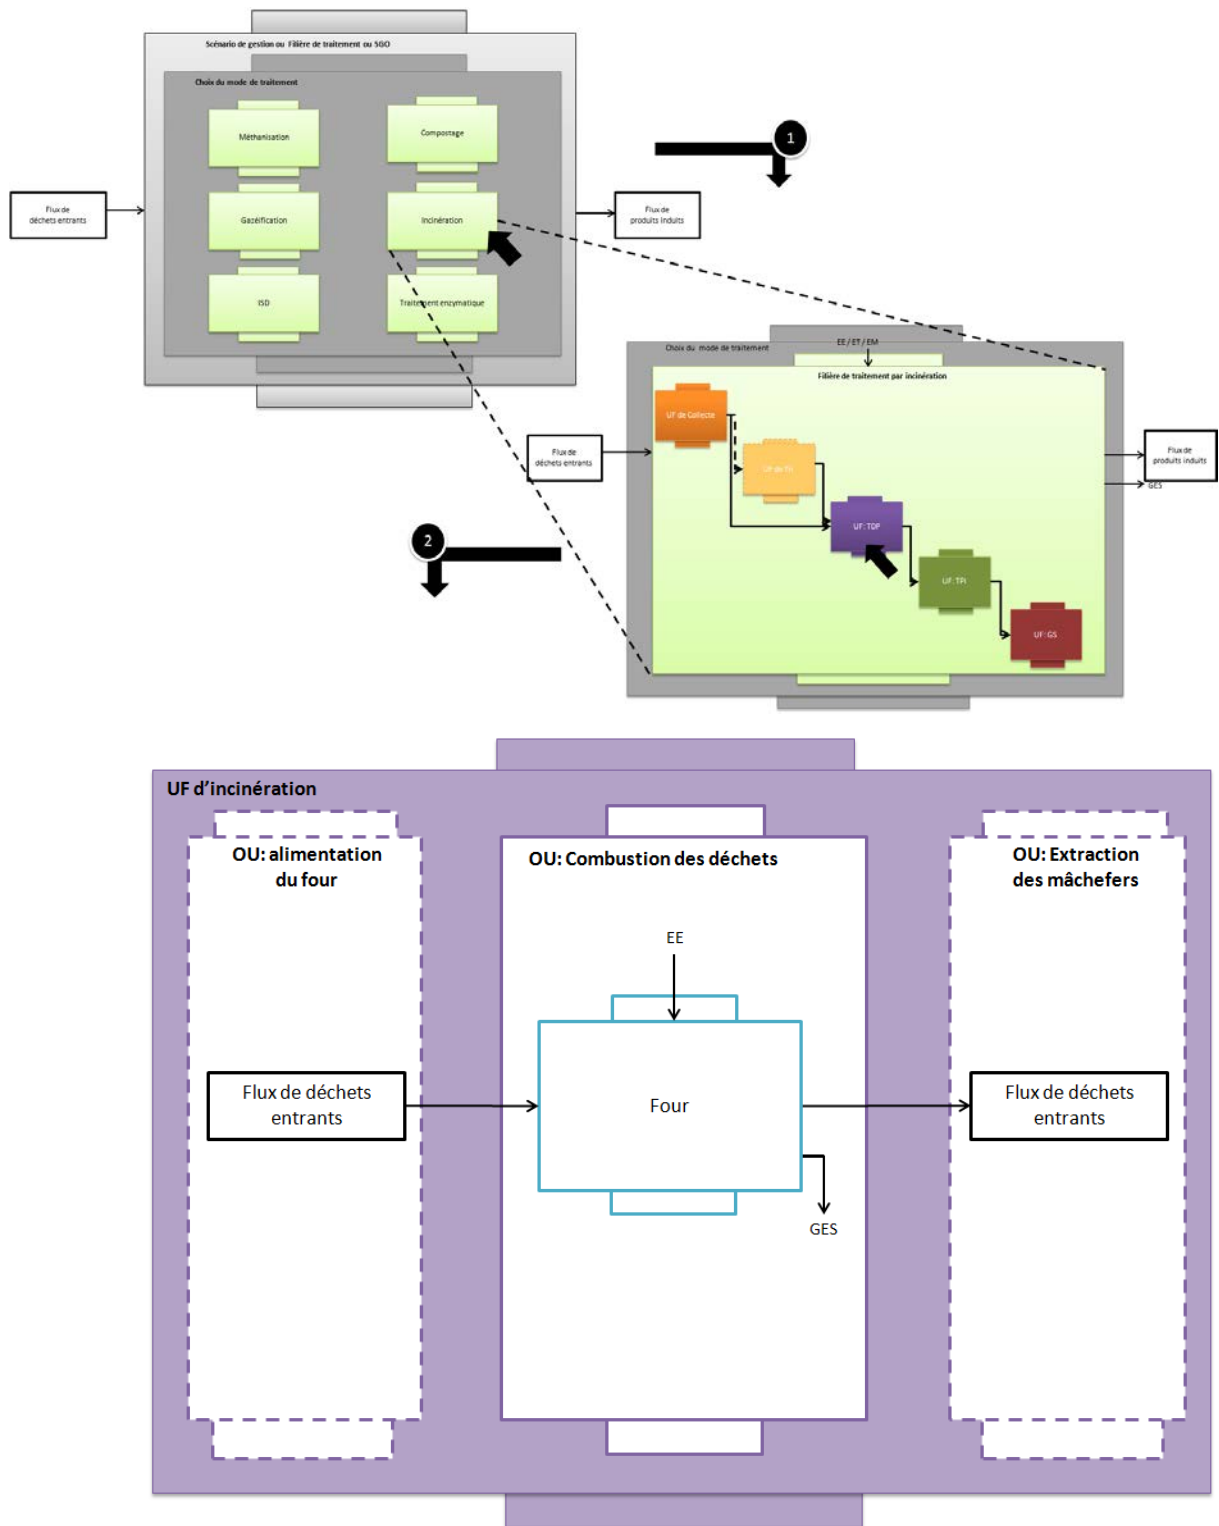 Scénario de gestion ou Filière de traitement ou SGO
Choix du mode de traitement
Méthanisation
Compostage
1
Flux de
déchets entrants
Gazéification
Incinération
Flux de
produits induits
ISD
Traitement enzymatique
Choix du mode de traitement
EE / ET / EM
Filière de traitement par incinération
UF de Collecte
Flux de
déchets entrants
UF de Tri
Flux de
produits induits
GES
UF: TDP
2
UF: TPI
UF: GS
UF d’incinération
OU: alimentation
du four
OU: Combustion des déchets
OU: Extraction
des mâchefers
EE
Flux de déchets
entrants
Four
Flux de déchets
entrants
GES